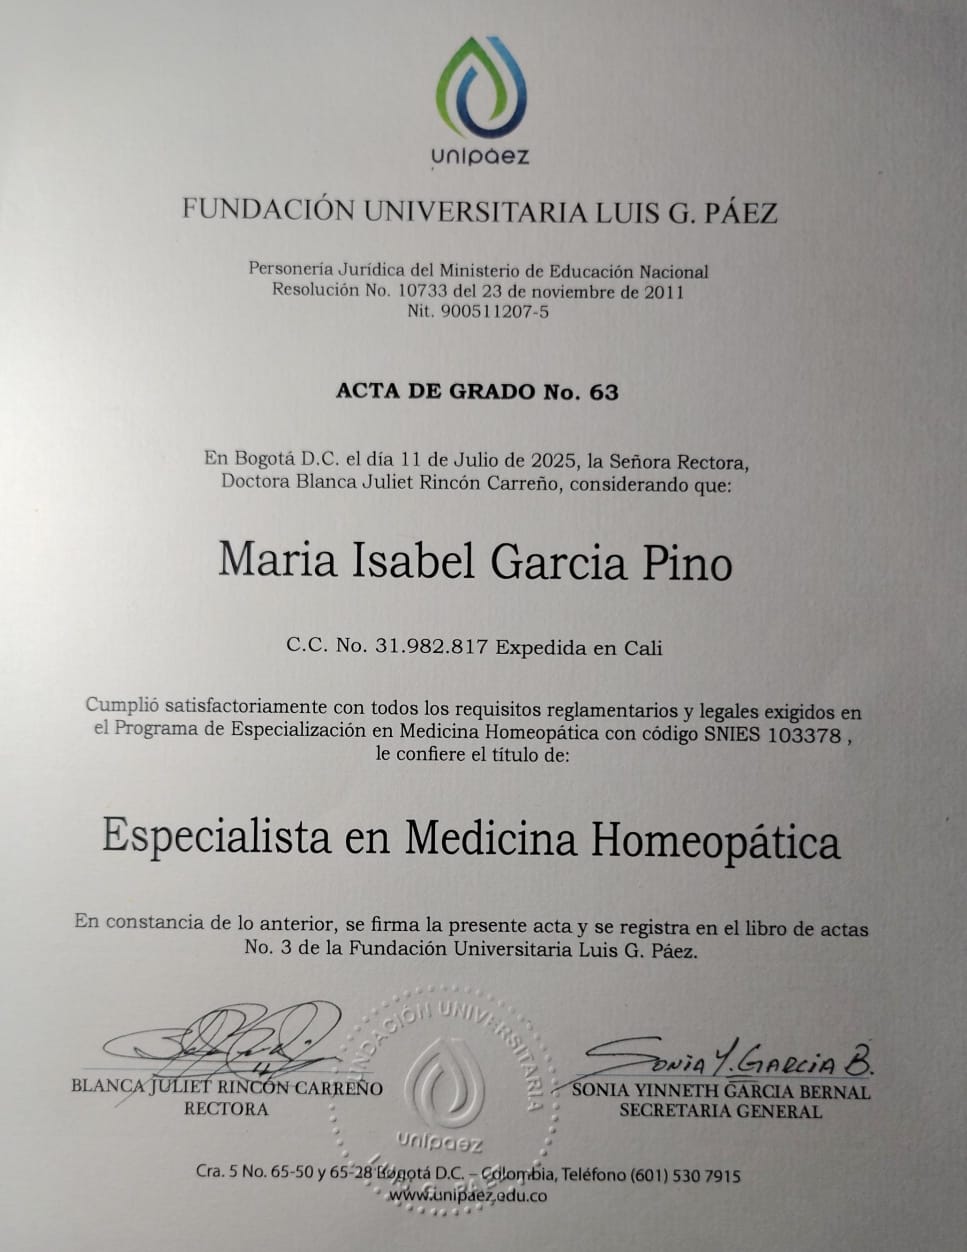 unipáez
FUNDACIÓN UNIVERSITARIA LUIS G. PÁEZ
Personería Jurídica del Ministerio de Educación Nacional
Resolución No. 10733 del 23 de noviembre de 2011
Nit. 900511207-5
ACTA DE GRADO No. 63
En Bogotá D.C. el día 11 de Julio de 2025, la Señora Rectora,
Doctora Blanca Juliet Rincón Carreño, considerando que:
Maria Isabel Garcia Pino
C.C. No. 31.982.817 Expedida en Cali
Cumplió satisfactoriamente con todos los requisitos reglamentarios y legales exigidos en
el Programa de Especialización en Medicina Homeopática con código SNIES 103378 ,
le confiere el título de:
Especialista en Medicina Homeopática
En constancia de lo anterior, se firma la presente acta y se registra en el libro de actas
No. 3 de la Fundación Universitaria Luis G. Páez.
FUNDACIÓN UNIVERSITARIA
unipaez
SONIA Y. GARCIA B.
BLANCA JULIET RINCÓN CARREÑO
RECTORA
SONIA YINNETH GARCIA BERNAL
SECRETARIA GENERAL
Cra. 5 No. 65-50 y 65-28 Bogotá D.C. – Colombia, Teléfono (601) 530 7915
www.unipaez.edu.co